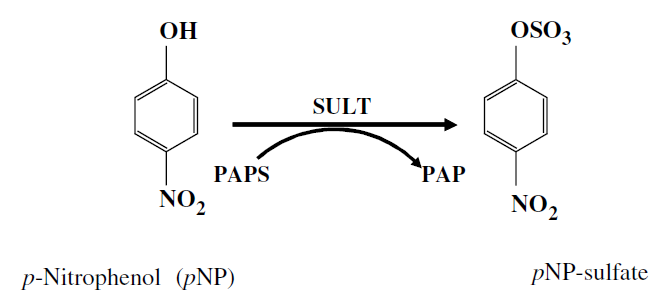 OH
OSO3
SULT
PAPS
PAP
NO2
NO2
p-Nitrophenol (pNP)
pNP-sulfate